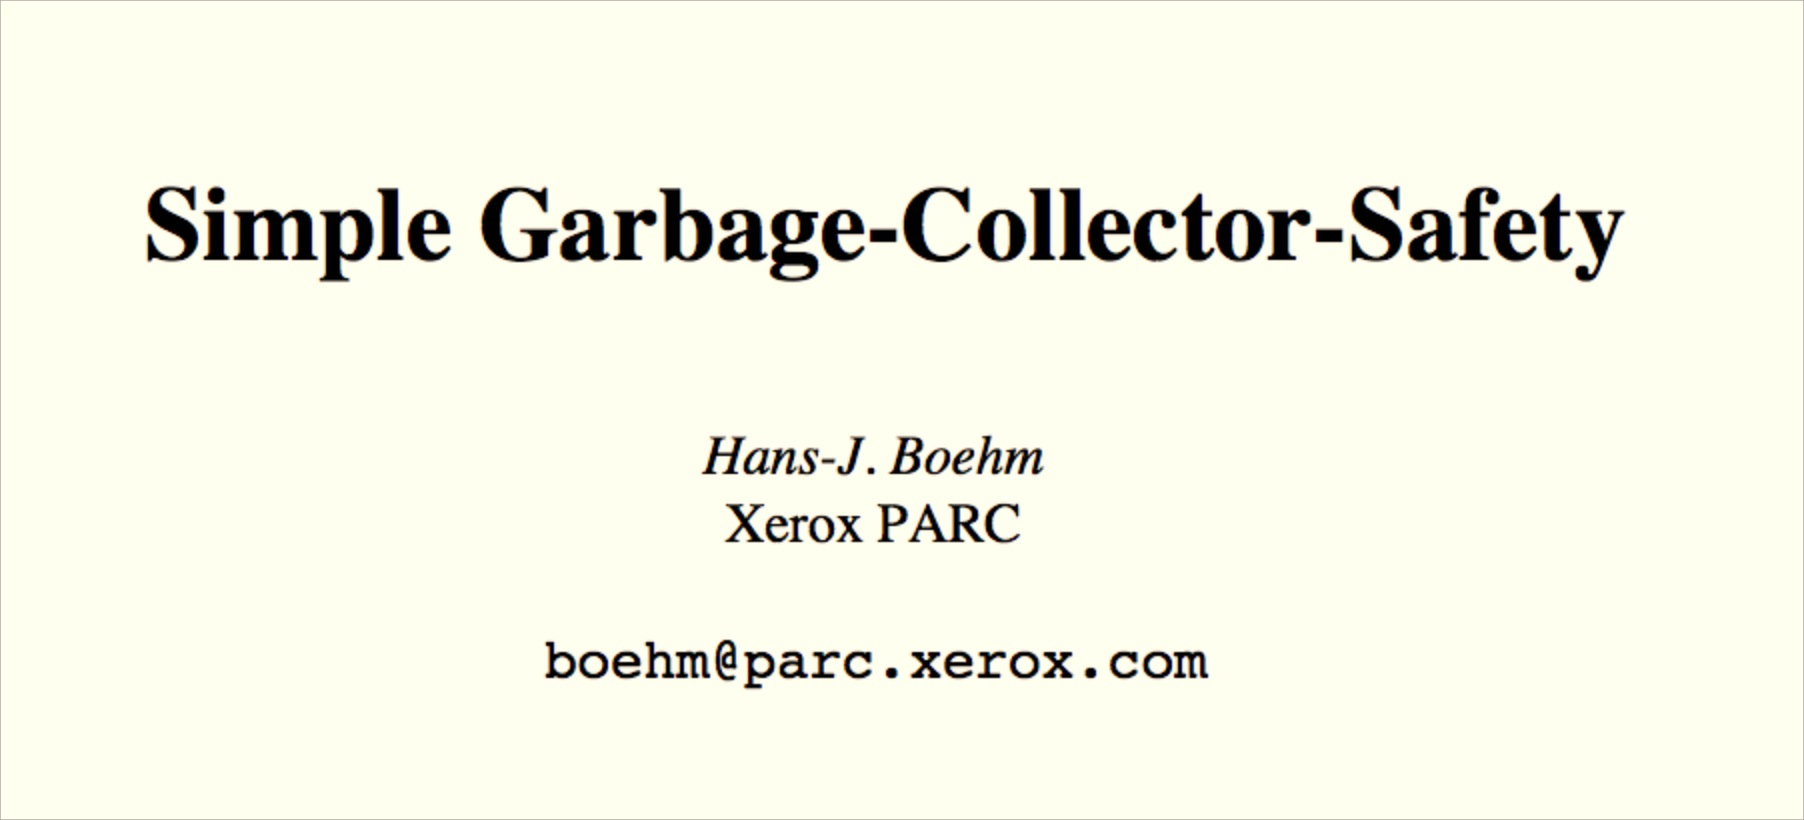 Simple Garbage-Collector-Safety
Hans-J. Boehm
Xerox PARC
boehm@parc.xerox.com